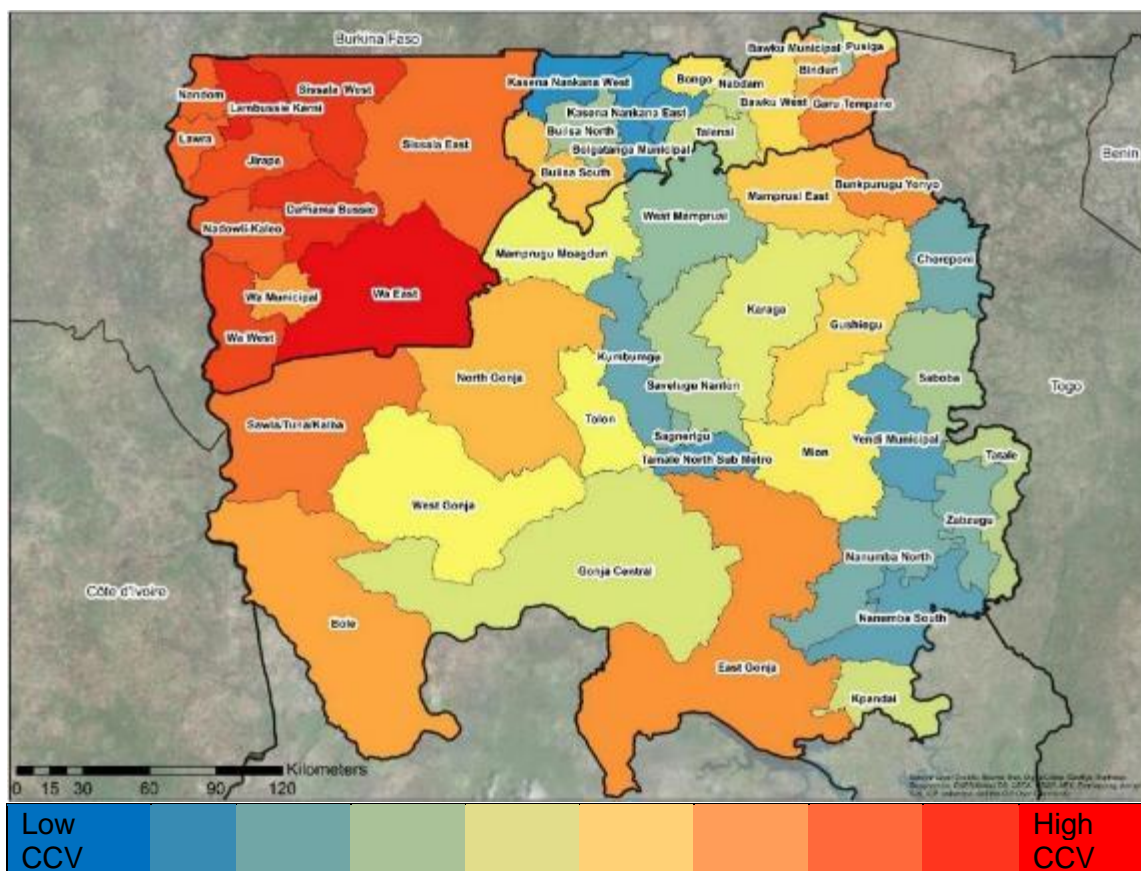 Burkina Faso
Bawku Municipal
Pusiga
Kasena Nankana West
Bongo
Nabdam
Binduri
Nandom
Sissala West
Lambussie Karni
Kasena Nankana East
Bawku West
Garu Tempane
Lawra
Sissala East
Builsa North
Talensi
Bolgatanga Municipal
Jirapa
Builsa South
Benin
Bunkpurugu Yonyo
Mamprusi East
Daffiama Bussie
West Mamprusi
Nadowli-Kaleo
Mamprugu Moagduri
Chereponi
Wa Municipal
Wa East
Karaga
Gushiegu
Wa West
Kumbungu
North Gonja
Savelugu Nanton
Saboba
Togo
Sawla/Tuna/Kalba
Tolon
Sagnerigu
Yendi Municipal
Mion
Tatale
Tamale North Sub Metro
West Gonja
Zabzugu
Nanumba North
Gonja Central
Côte d'Ivoire
Nanumba South
Bole
East Gonja
Kpandai
Kilometers
0 15 30 60 90 120
Low CCV
High CCV